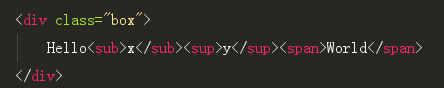 <div class="box">
Hello<sub>x</sub><sup>y</sup><span>World</span>
</div>